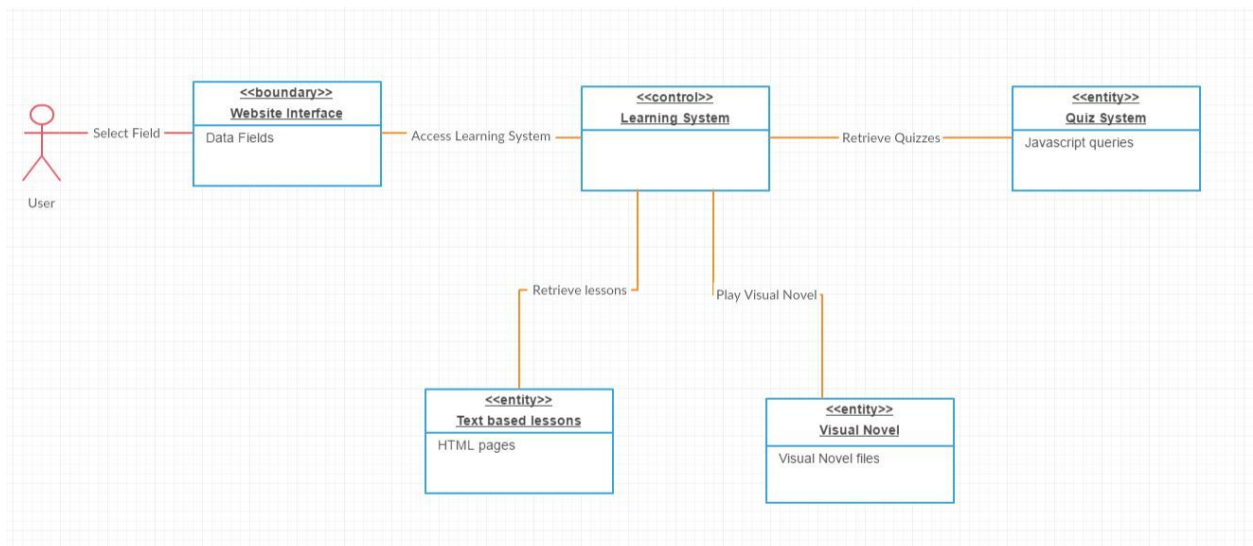 <<boundary>>
Website Interface
Data Fields
Select Field
User
Access Learning System
<<control>>
Learning System
Retrieve Quizzes
<<entity>>
Quiz System
Javascript queries
Retrieve lessons
Play Visual Novel
<<entity>>
Text based lessons
HTML pages
<<entity>>
Visual Novel
Visual Novel files